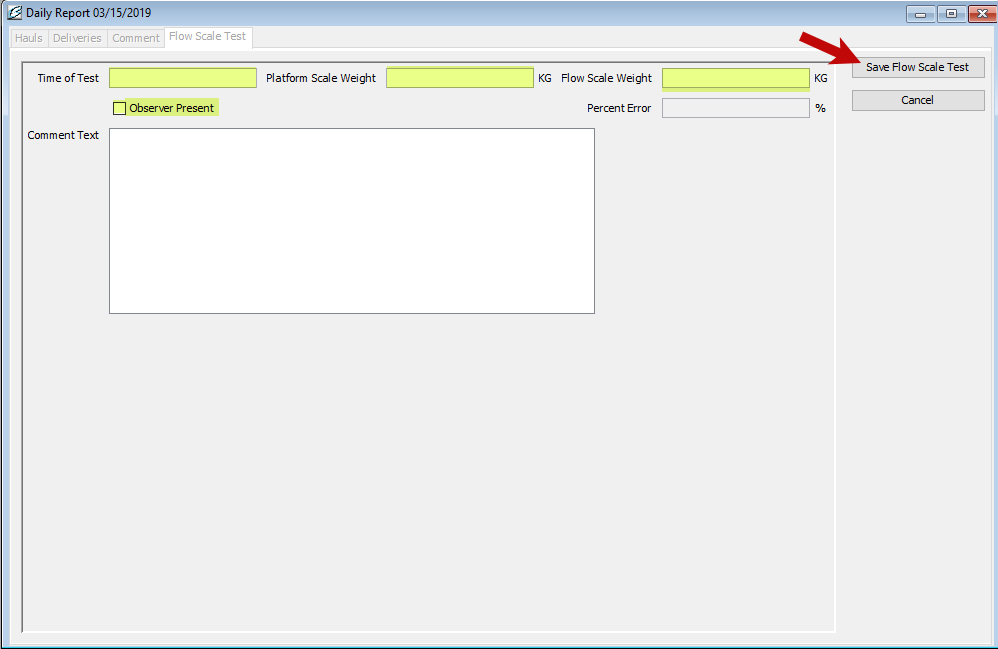 Daily Report 03/15/2019
Hauls Deliveries Comment Flow Scale Test
Time of Test Platform Scale Weight KG Flow Scale Weight KG Save Flow Scale Test
Observer Present Percent Error % Cancel
Comment Text